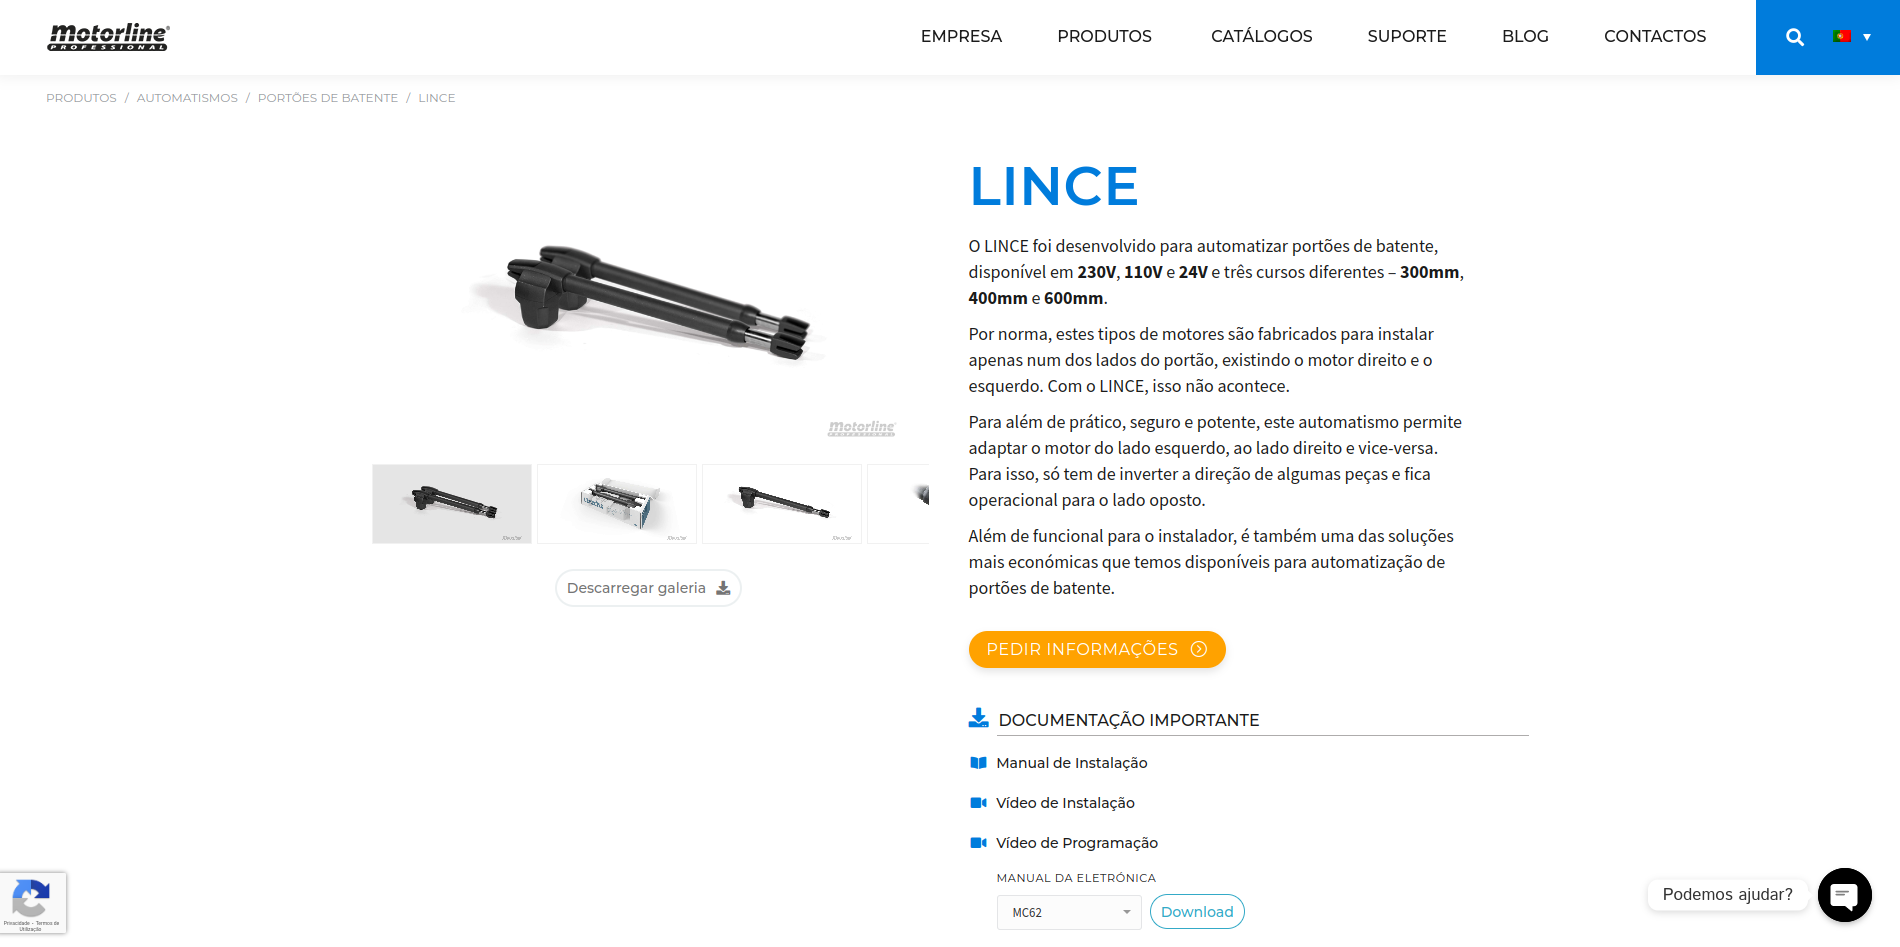 motorline
PROFESSIONAL
EMPRESA
PRODUTOS
CATÁLOGOS
SUPORTE
BLOG
CONTACTOS
PRODUTOS / AUTOMATISMOS / PORTÕES DE BATENTE / LINCE
motorline
PROFESSIONAL
Descarregar galeria
LINCE
O LINCE foi desenvolvido para automatizar portões de batente,
disponível em 230V, 110V e 24V e três cursos diferentes – 300mm,
400mm e 600mm.
Por norma, estes tipos de motores são fabricados para instalar
apenas num dos lados do portão, existindo o motor direito e o
esquerdo. Com o LINCE, isso não acontece.
Para além de prático, seguro e potente, este automatismo permite
adaptar o motor do lado esquerdo, ao lado direito e vice-versa.
Para isso, só tem de inverter a direção de algumas peças e fica
operacional para o lado oposto.
Além de funcional para o instalador, é também uma das soluções
mais económicas que temos disponíveis para automatização de
portões de batente.
PEDIR INFORMAÇÕES
DOCUMENTAÇÃO IMPORTANTE
Manual de Instalação
Vídeo de Instalação
Vídeo de Programação
MANUAL DA ELETRÓNICA
MC62
Download
Podemos ajudar?
Privacidade - Termos de
Utilização